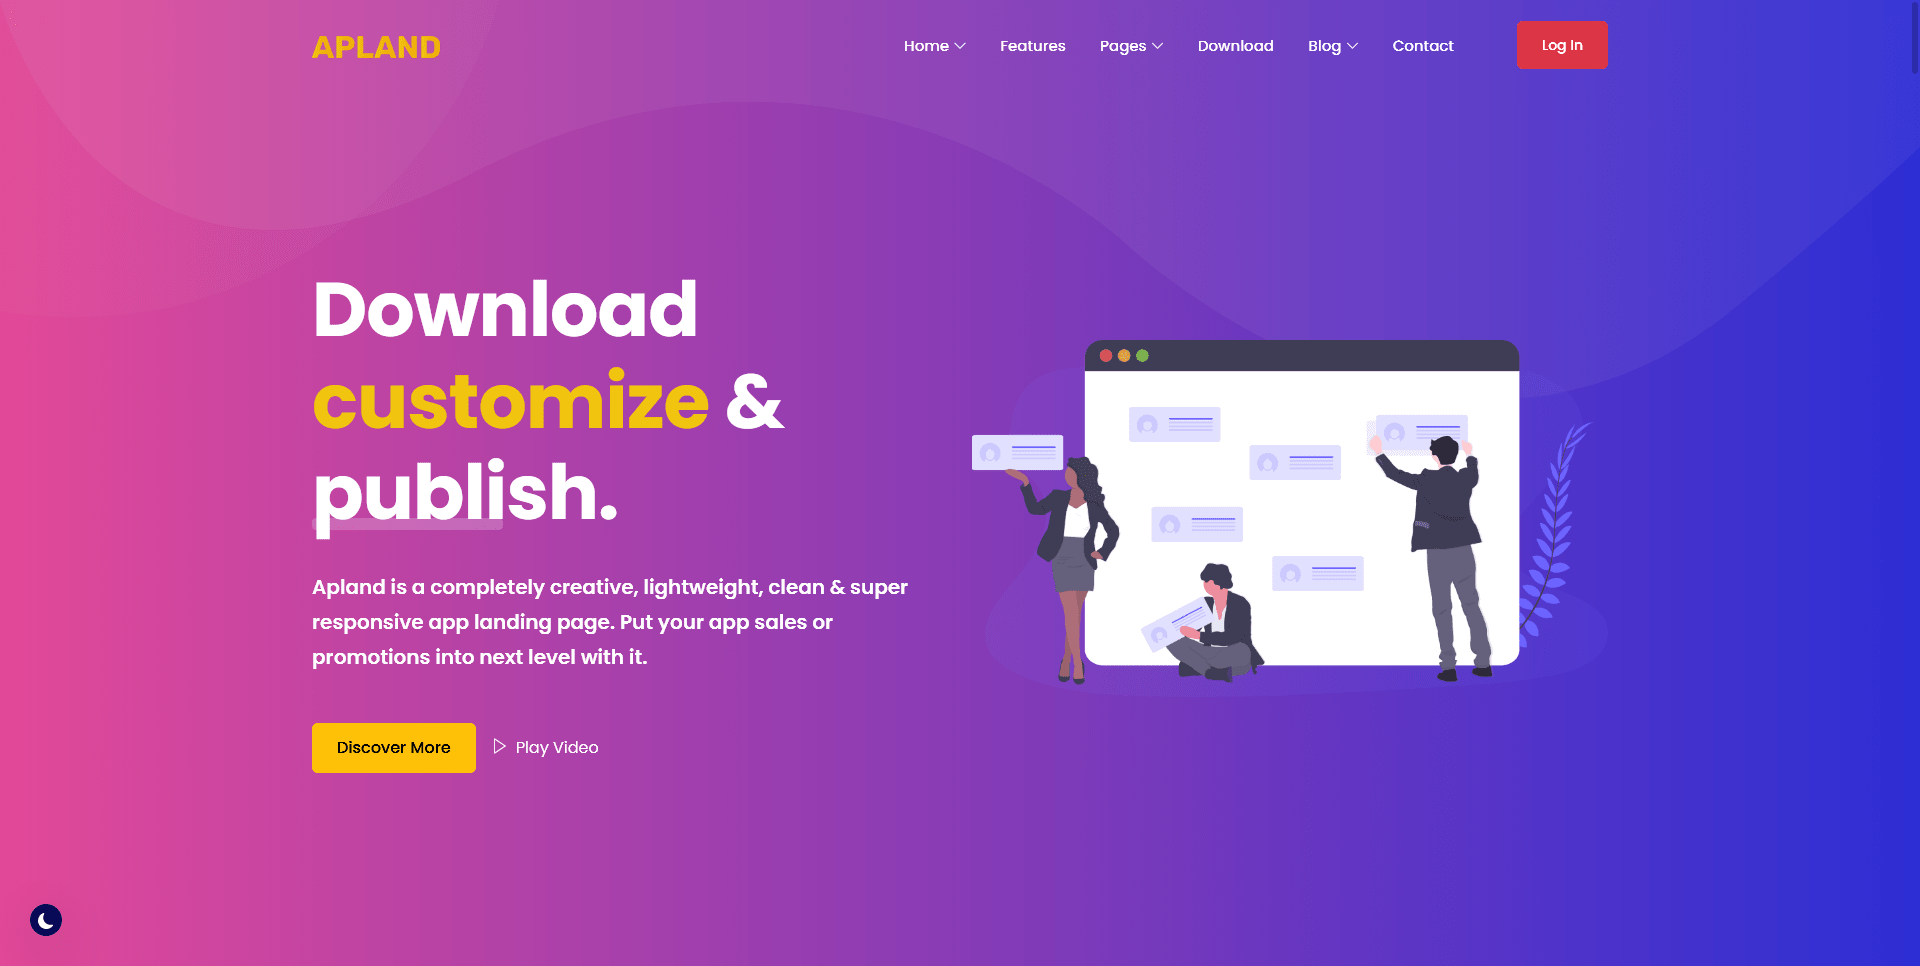 APLAND
Home Features Pages Download Blog Contact Log In
Download
customize &
publish.
Apland is a completely creative, lightweight, clean & super
responsive app landing page. Put your app sales or
promotions into next level with it.
Discover More Play Video